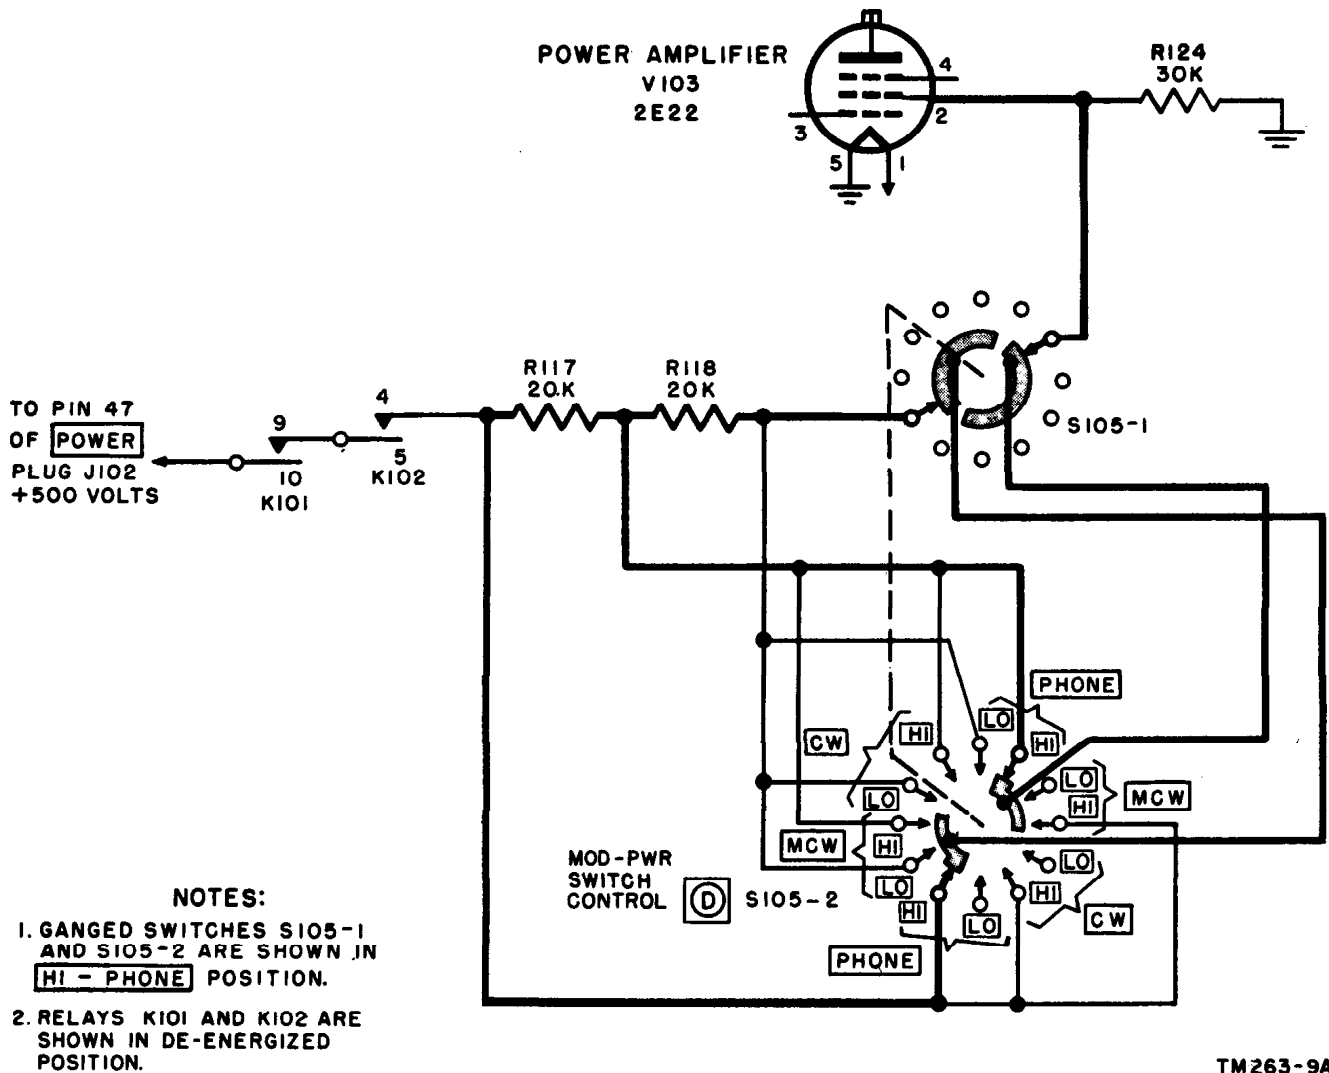 POWER AMPLIFIER
V103
2E22
4
2
3
5
1
R124
30K
R117
20K
R118
20K
TO PIN 47
OF POWER
PLUG J102
+500 VOLTS
9
10
K101
4
5
K102
S105-1
PHONE
LO
HI
CW
HI
LO
LO
HI
MCW
MCW
HI
LO
LO
HI
CW
HI
LO
PHONE
MOD-PWR
SWITCH
CONTROL
D
S105-2
NOTES:
1. GANGED SWITCHES S105-1
AND S105-2 ARE SHOWN IN
HI - PHONE POSITION.
2. RELAYS K101 AND K102 ARE
SHOWN IN DE-ENERGIZED
POSITION.
TM263-9A